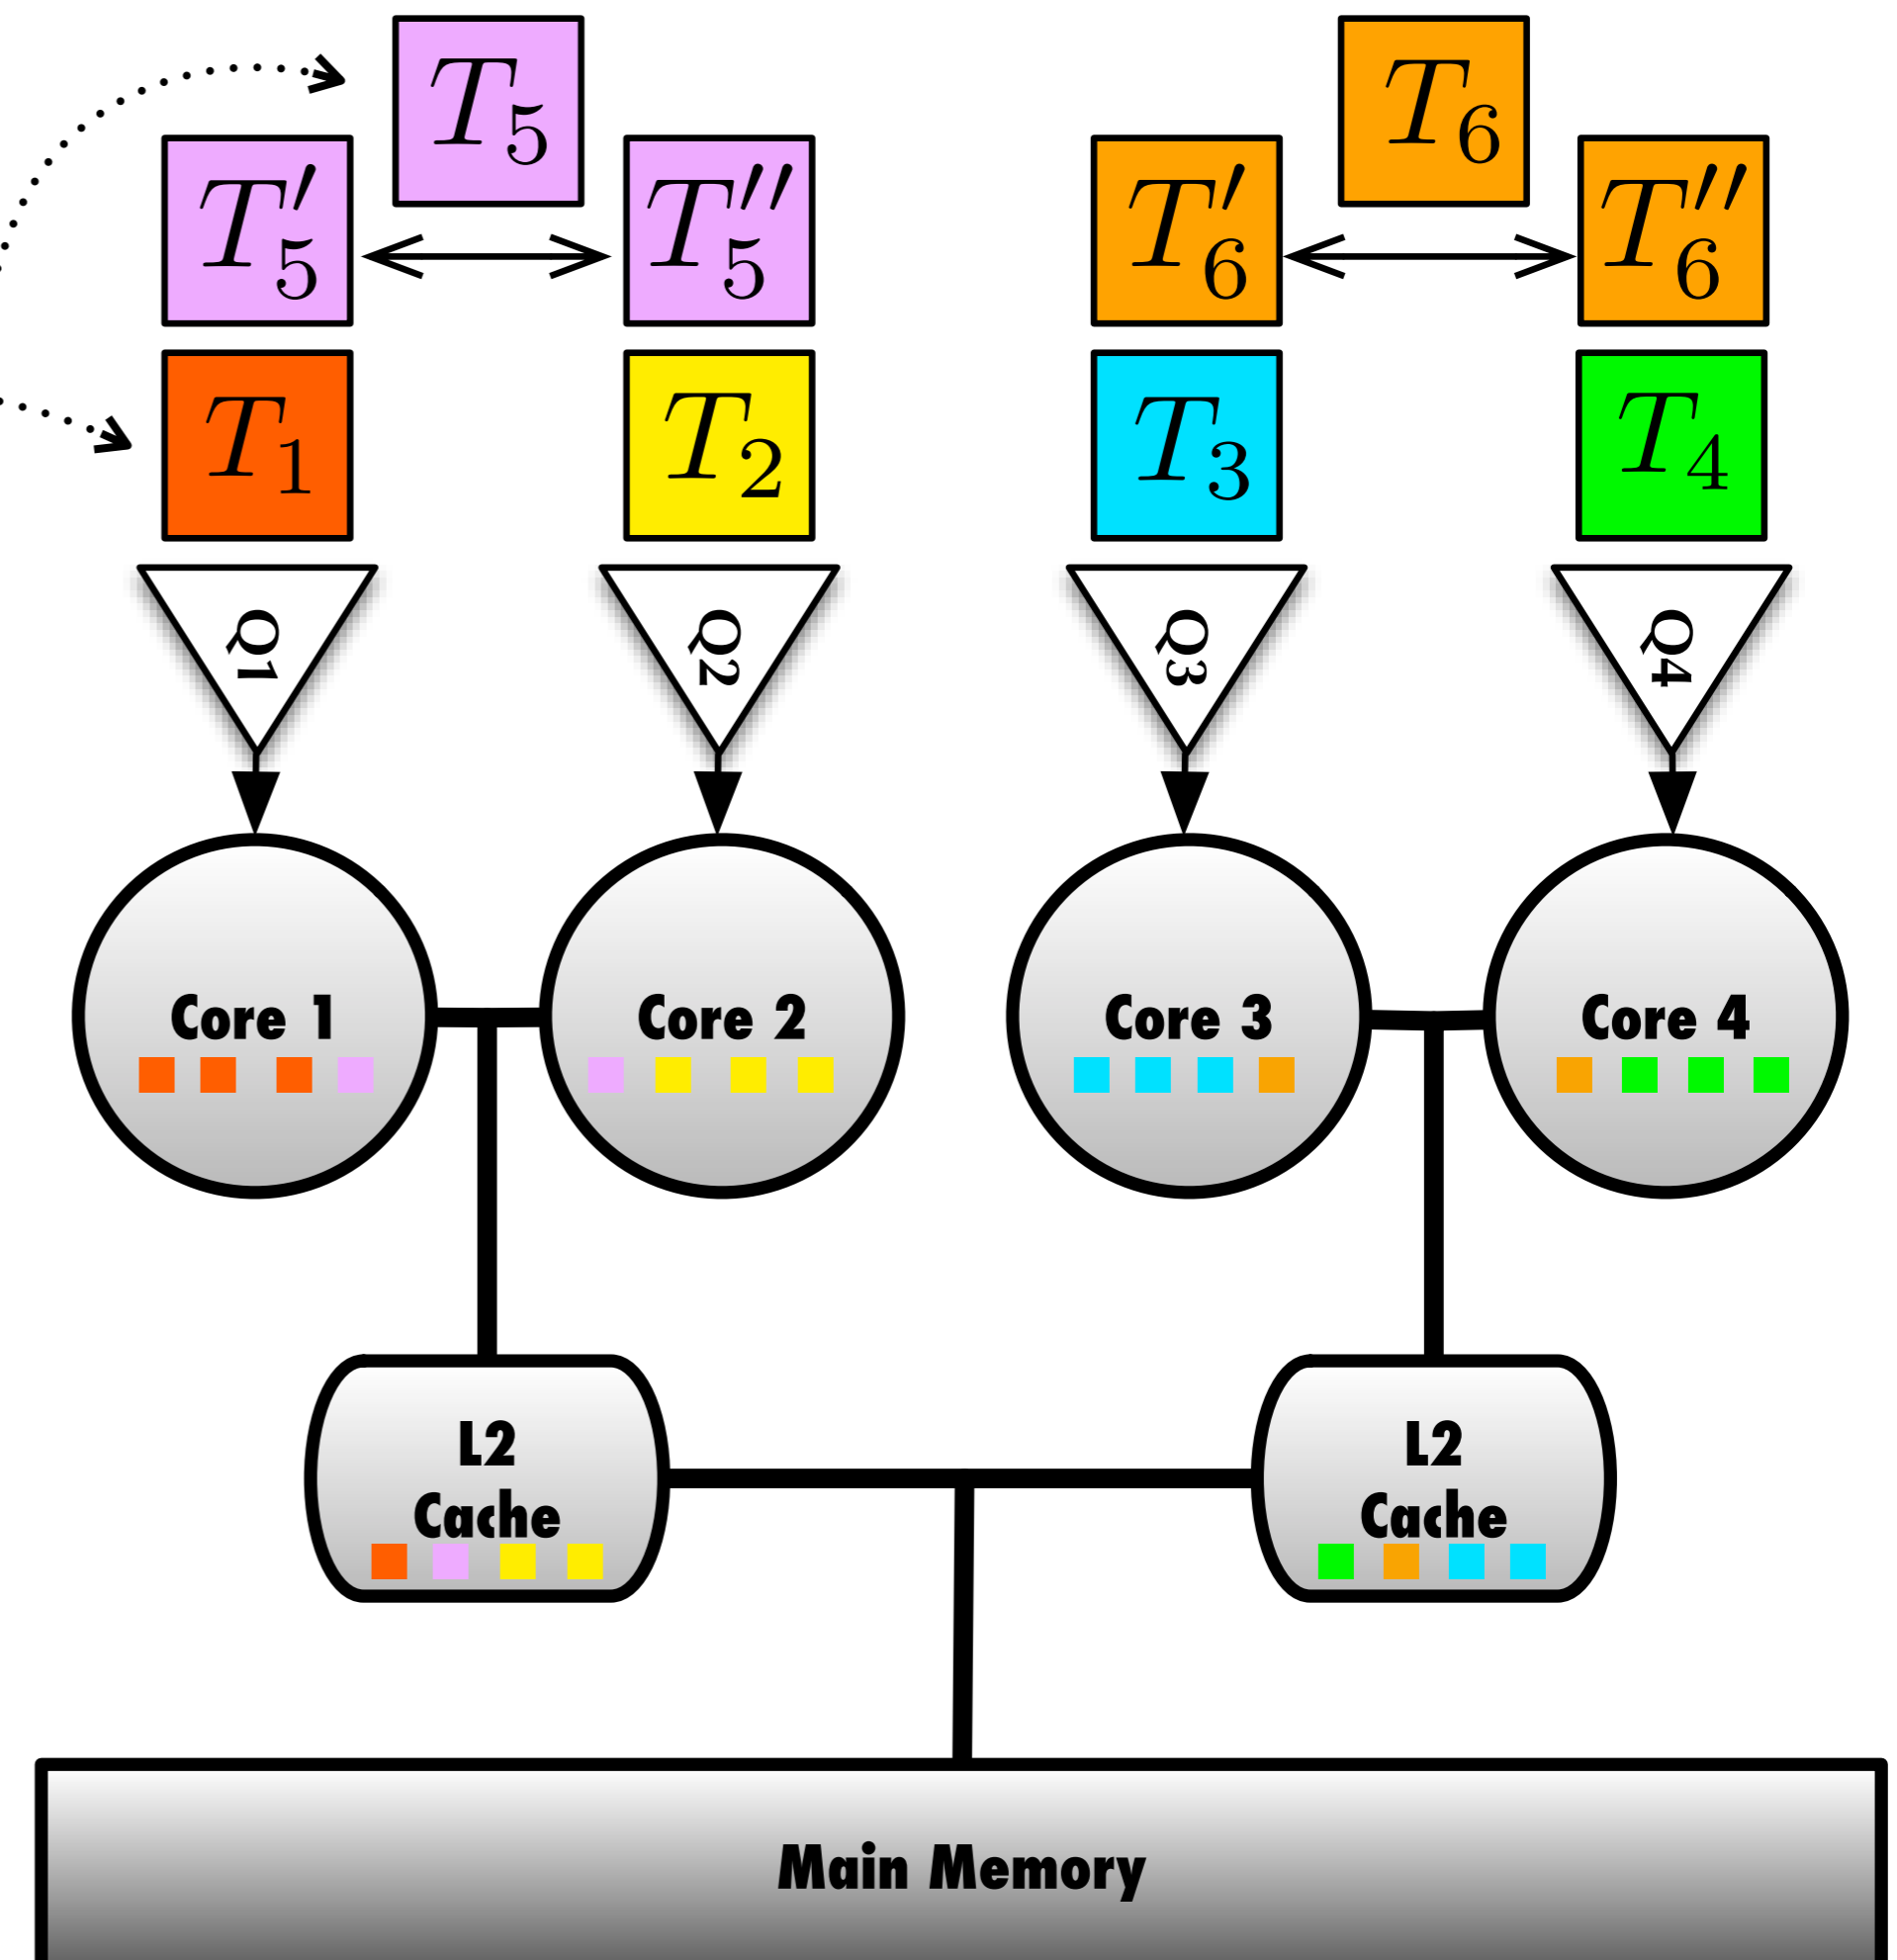 T5
T6
T′5
T″5
T′6
T″6
T1
T2
T3
T4
Q1
Q2
Q3
Q4
Core 1
Core 2
Core 3
Core 4
L2
Cache
L2
Cache
Main Memory